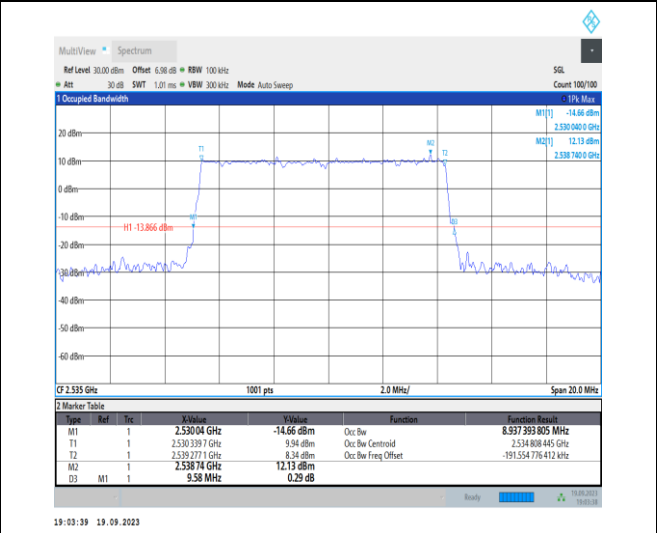 MultiView Spectrum
Ref Level 30.00 dBm Offset 6.98 dB RBW 100 kHz SGL
Att 30 dB SWT 1.01 ms VBW 300 kHz Mode Auto Sweep Count 100/100
1 Occupied Bandwidth 1Pk Max
M1[1] -14.66 dBm
2.530 040 0 GHz
M2[1] 12.13 dBm
2.538 740 0 GHz
20 dBm
T1 M2 T2
10 dBm
0 dBm
-10 dBm
M1
H1 -13.866 dBm
-20 dBm
-30 dBm
-40 dBm
-50 dBm
-60 dBm
CF 2.535 GHz 1001 pts 2.0 MHz/ Span 20.0 MHz
2 Marker Table
Type Ref Trc X-Value Y-Value Function Function Result
M1 1 2.530 04 GHz -14.66 dBm Occ Bw 8.937 393 805 MHz
T1 1 2.530 339 7 GHz 9.94 dBm Occ Bw Centroid 2.534 808 445 GHz
T2 1 2.539 277 1 GHz 8.34 dBm Occ Bw Freq Offset -191.554 776 412 kHz
M2 1 2.538 74 GHz 12.13 dBm
D3 M1 1 9.58 MHz 0.29 dB
Ready 19.09.2023
19:03:38
19:03:39 19.09.2023